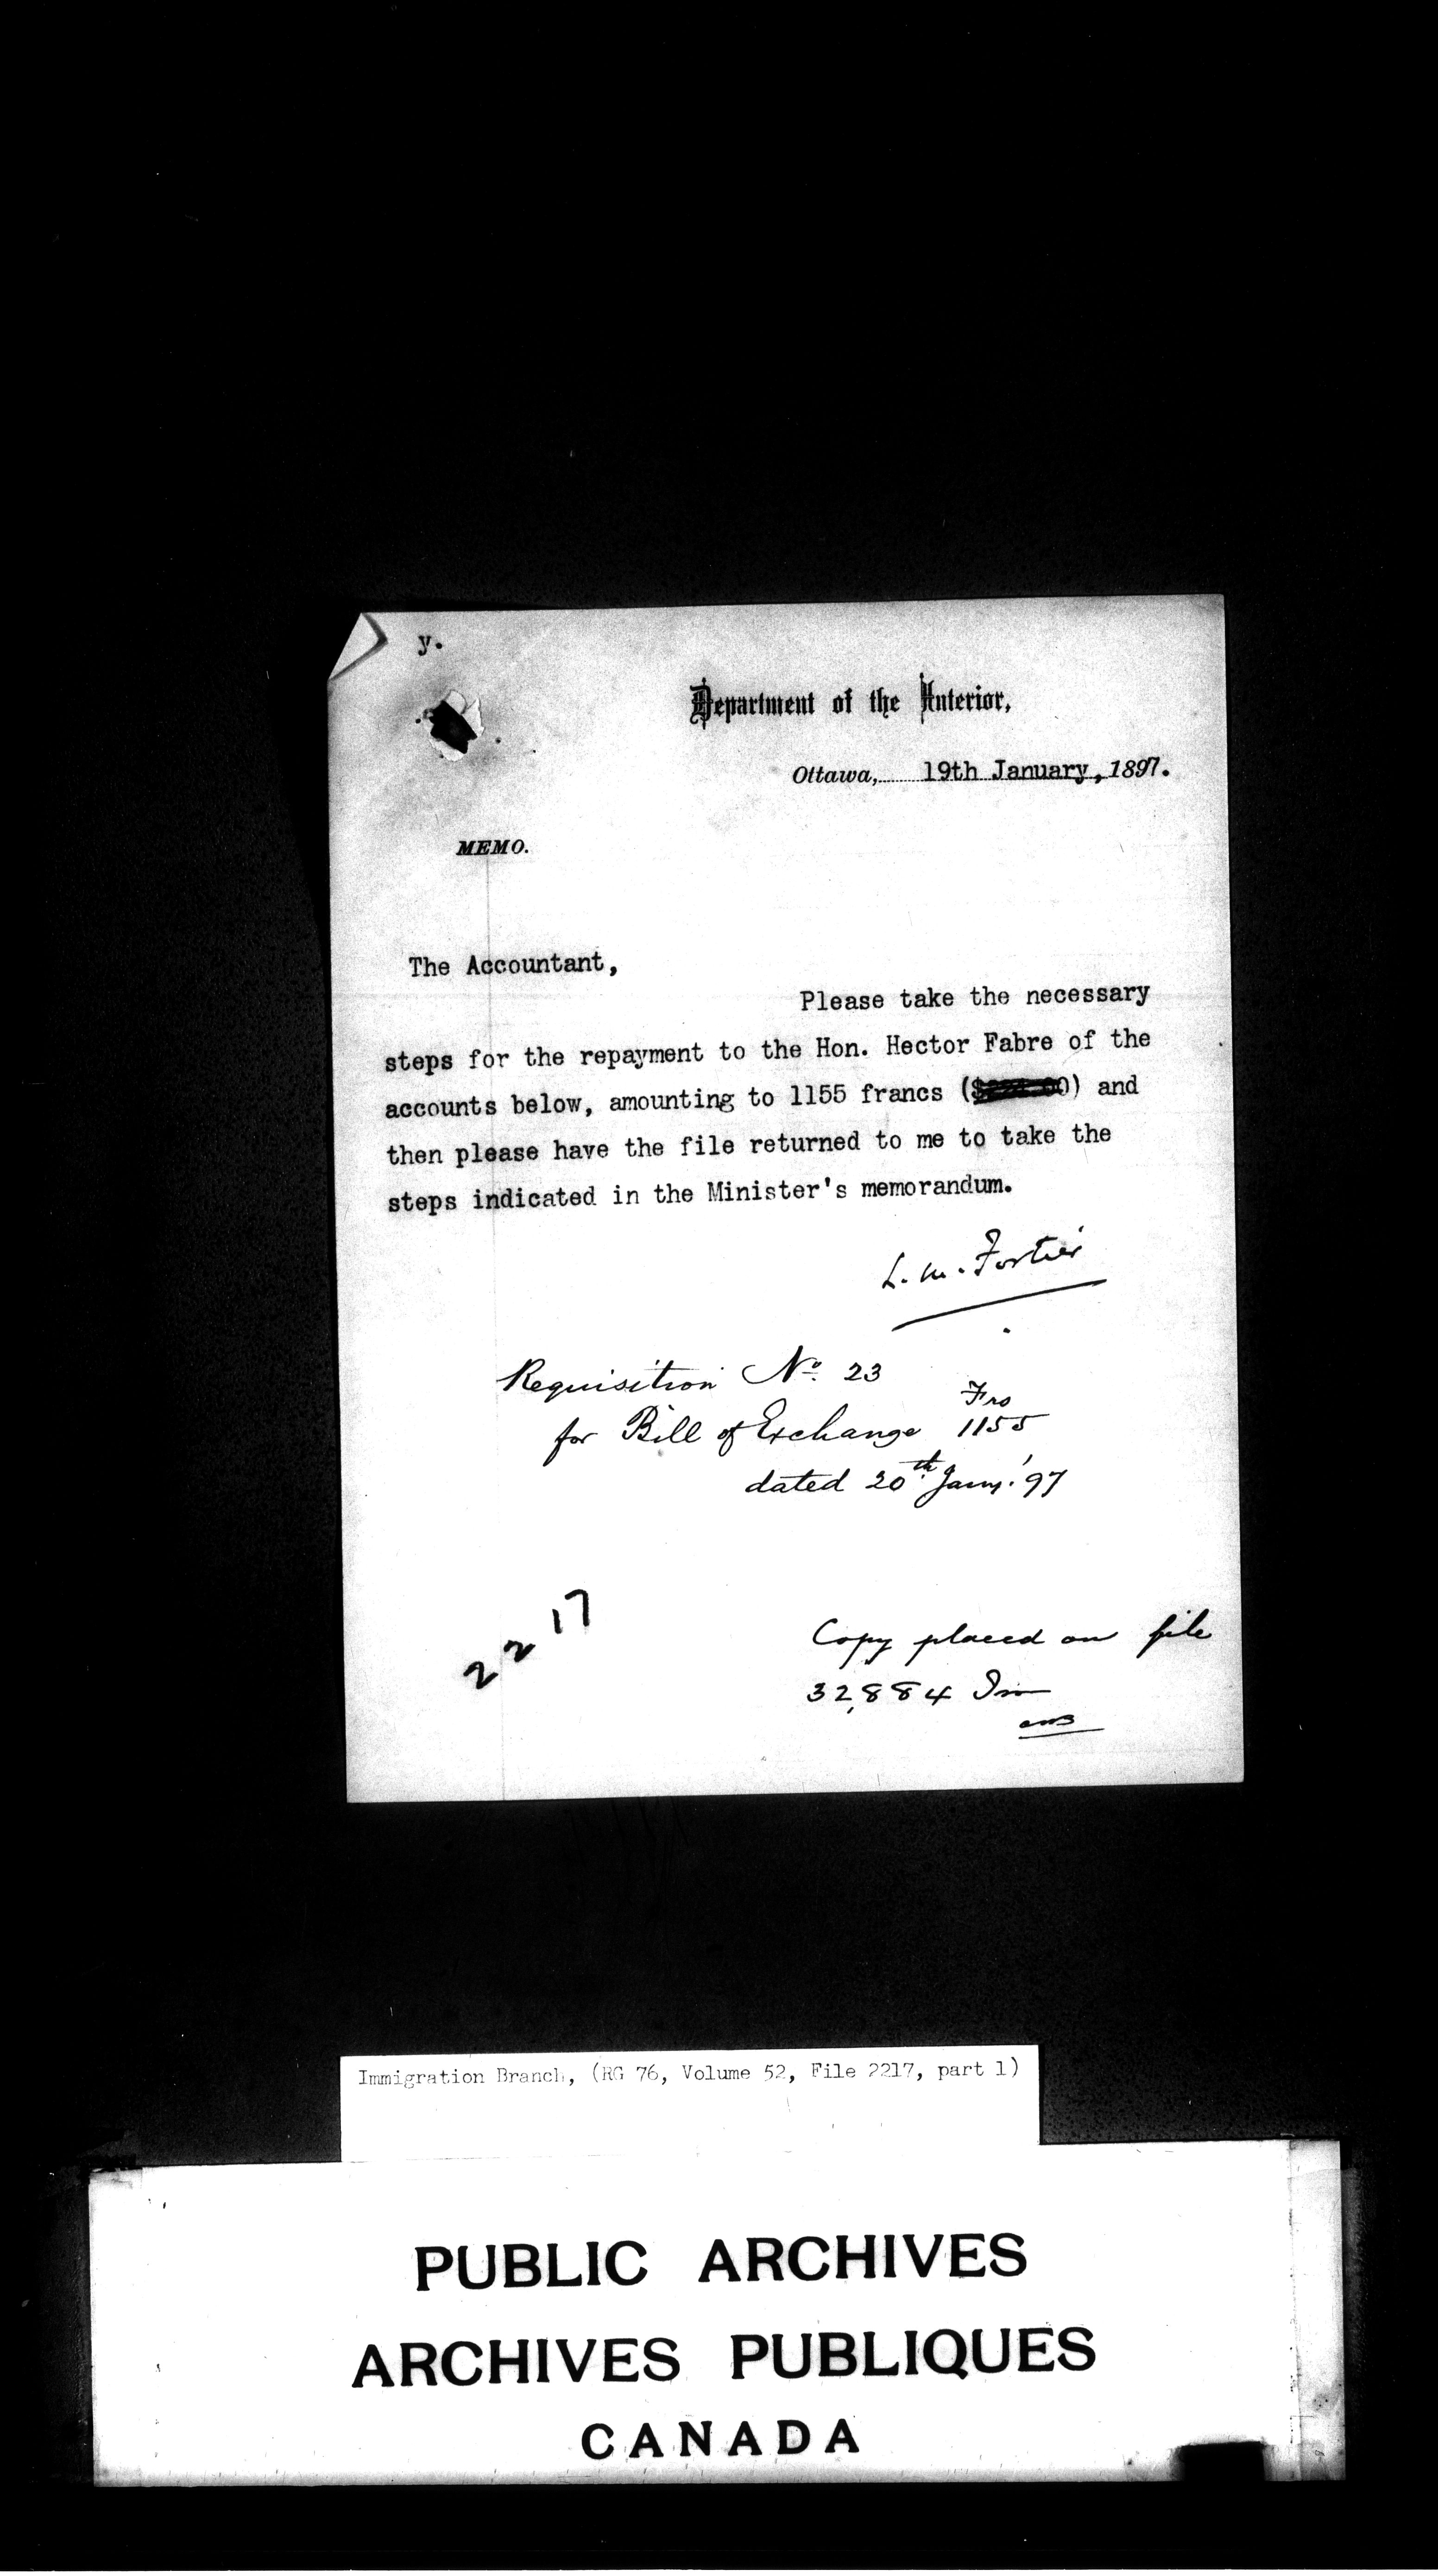 y.
Department of the Interior,
Ottawa, 19th January, 1897.
MEMO.
The Accountant,
Please take the necessary
steps for the repayment to the Hon. Hector Fabre of the
accounts below, amounting to 1155 francs ($ 00) and
then please have the file returned to me to take the
steps indicated in the Minister's memorandum.
L. M. Fortier
Requisition No. 23
Frs
for Bill of Exchange 1155
dated 20th Jany. '97
2217
Copy placed on file
32,884 Im
Immigration Branch, (RG 76, Volume 52, File 2217, part 1)
PUBLIC ARCHIVES
ARCHIVES PUBLIQUES
CANADA